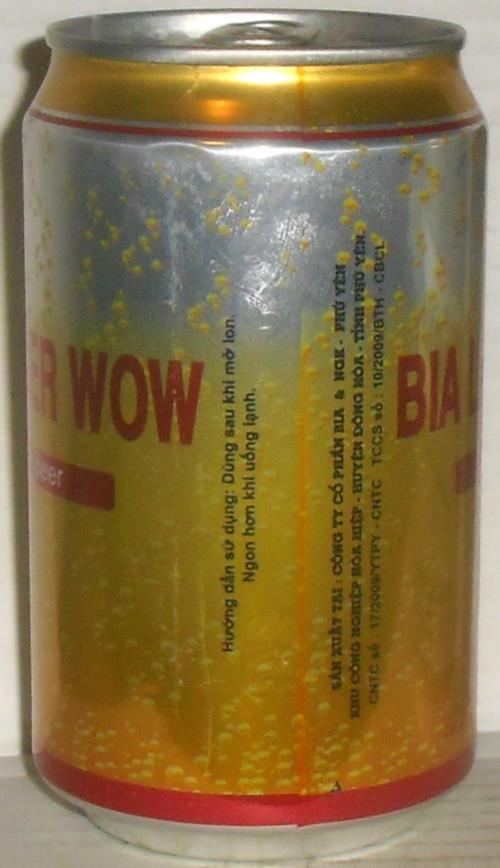 ER WOW
eer
Hướng dẫn sử dụng: Dùng sau khi mở lon.
Ngon hơn khi uống lạnh.
SẢN XUẤT TẠI : CÔNG TY CỔ PHẦN BIA & NGK - PHÚ YÊN
KHU CÔNG NGHIỆP HÒA HIỆP - HUYỆN ĐÔNG HÒA - TỈNH PHÚ YÊN.
CNTC số : 17/2009/YTPY - CNTC TCCS số : 10/2009/BTH - CBCL
BIA